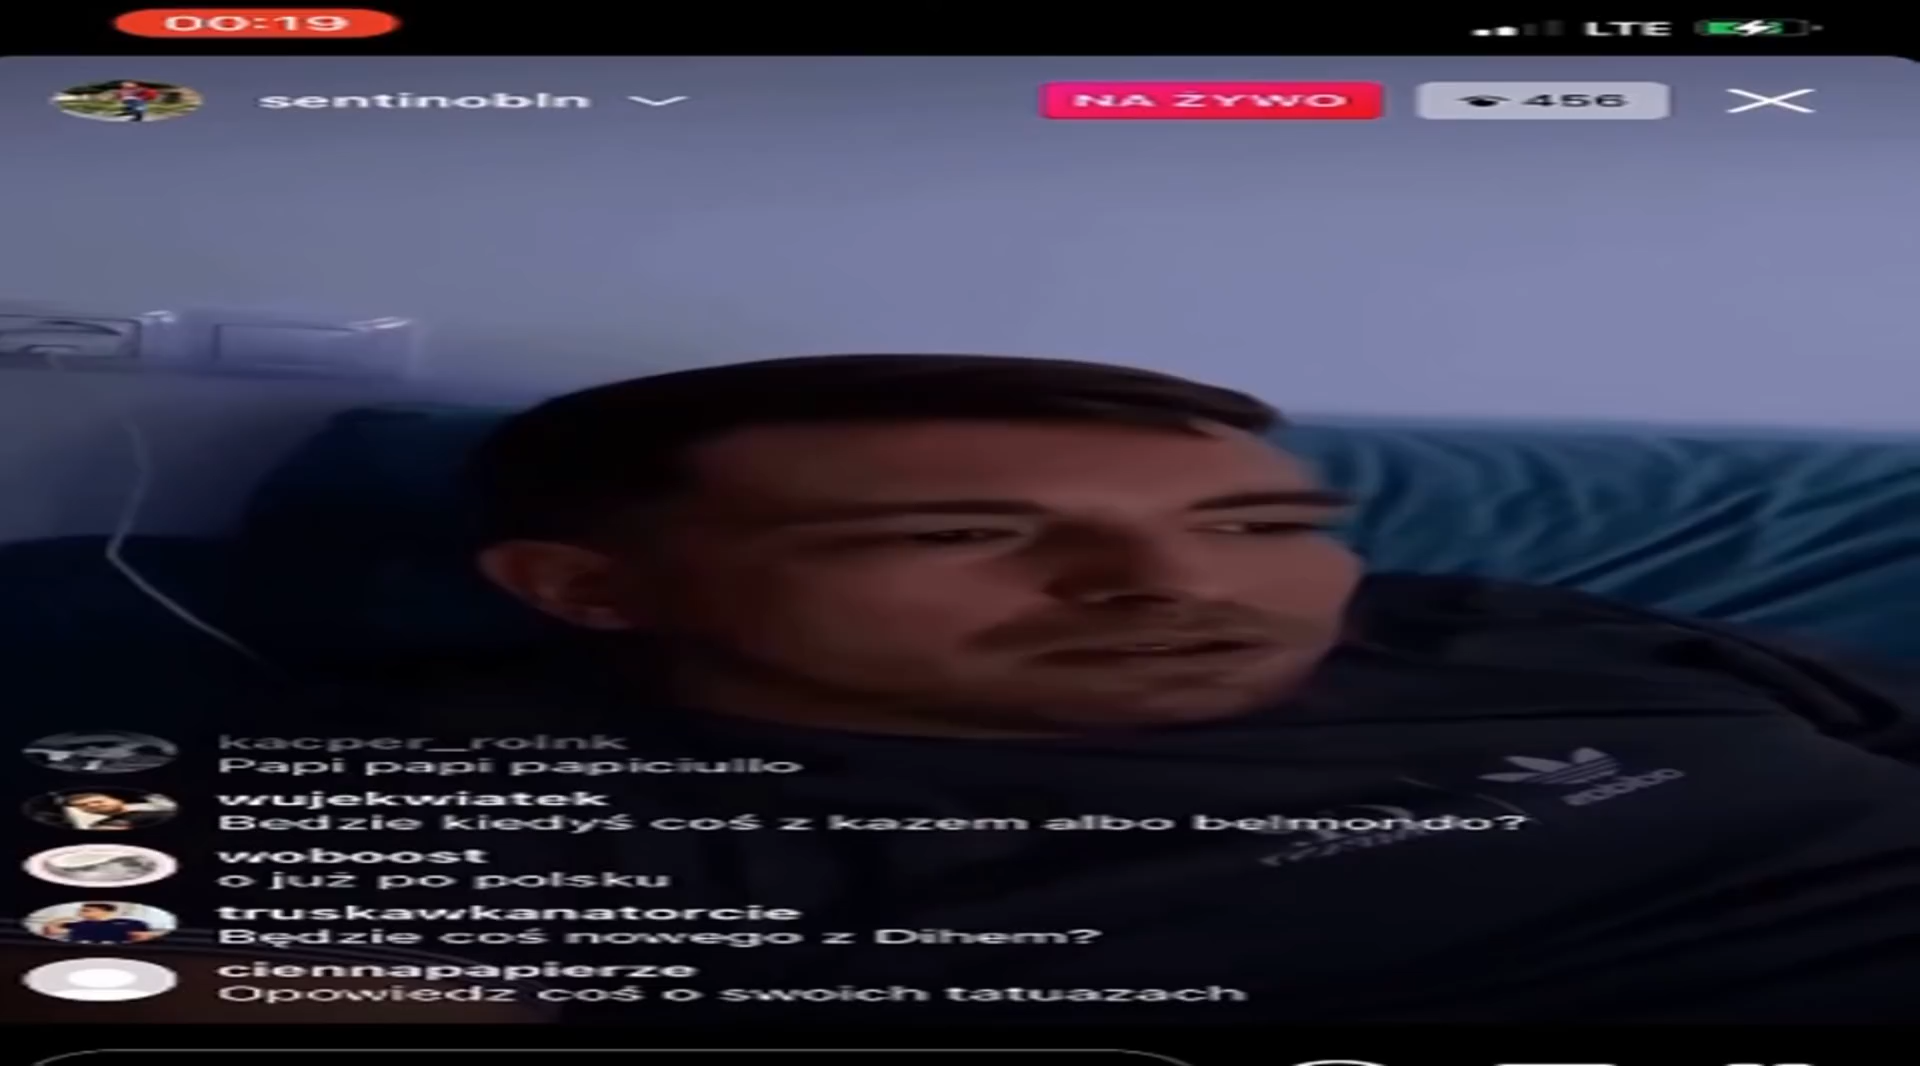 00:19
LTE
sentinobln
NA ŻYWO
456
kacper_rolnk
Papi papi papiciullo
wujekwiatek
Bedzie kiedyś coś z kazem albo belmondo?
woboost
o już po polsku
truskawkanatorcie
Będzie coś nowego z Dihem?
ciennapapierze
Opowiedz coś o swoich tatuazach